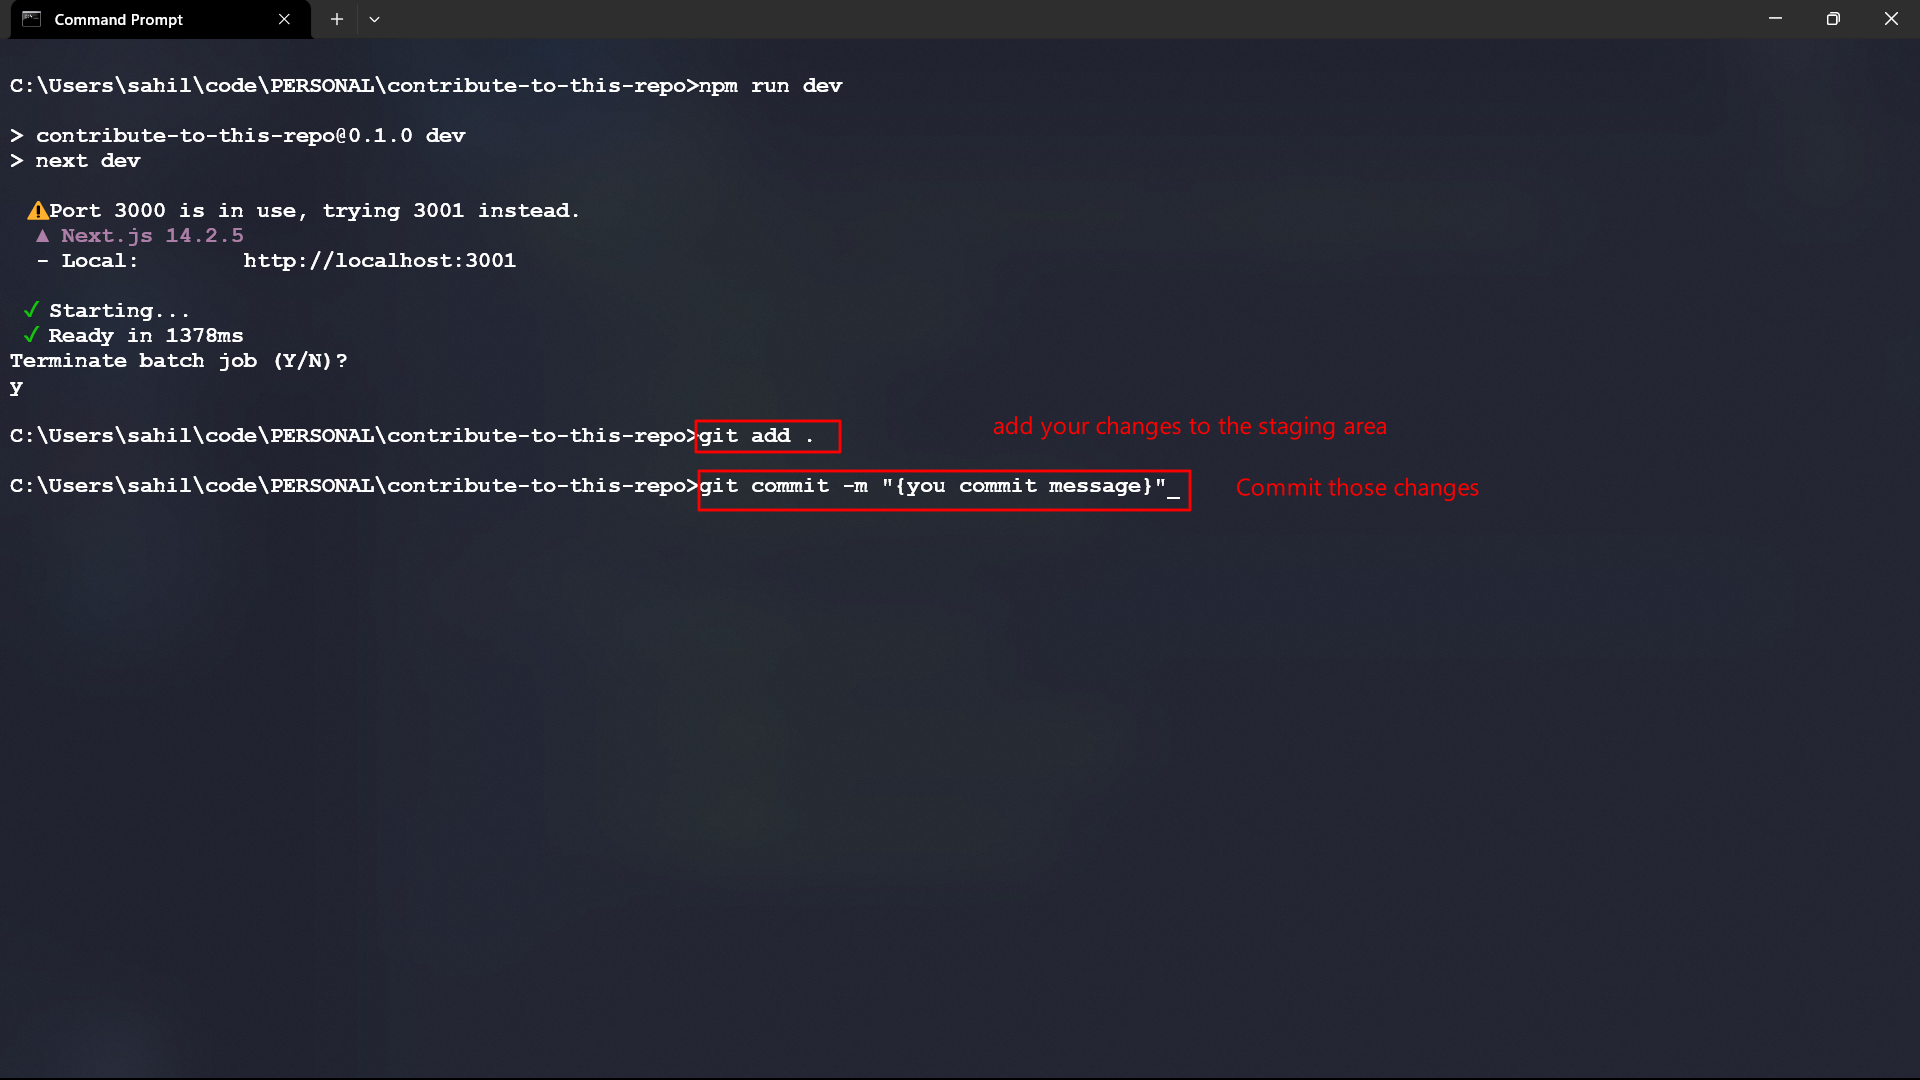 Command Prompt
C:\Users\sahil\code\PERSONAL\contribute-to-this-repo>npm run dev
> contribute-to-this-repo@0.1.0 dev
> next dev
⚠Port 3000 is in use, trying 3001 instead.
▲ Next.js 14.2.5
- Local:        http://localhost:3001
✓ Starting...
✓ Ready in 1378ms
Terminate batch job (Y/N)?
y
C:\Users\sahil\code\PERSONAL\contribute-to-this-repo>git add .
add your changes to the staging area
C:\Users\sahil\code\PERSONAL\contribute-to-this-repo>git commit -m "{you commit message}"_
Commit those changes